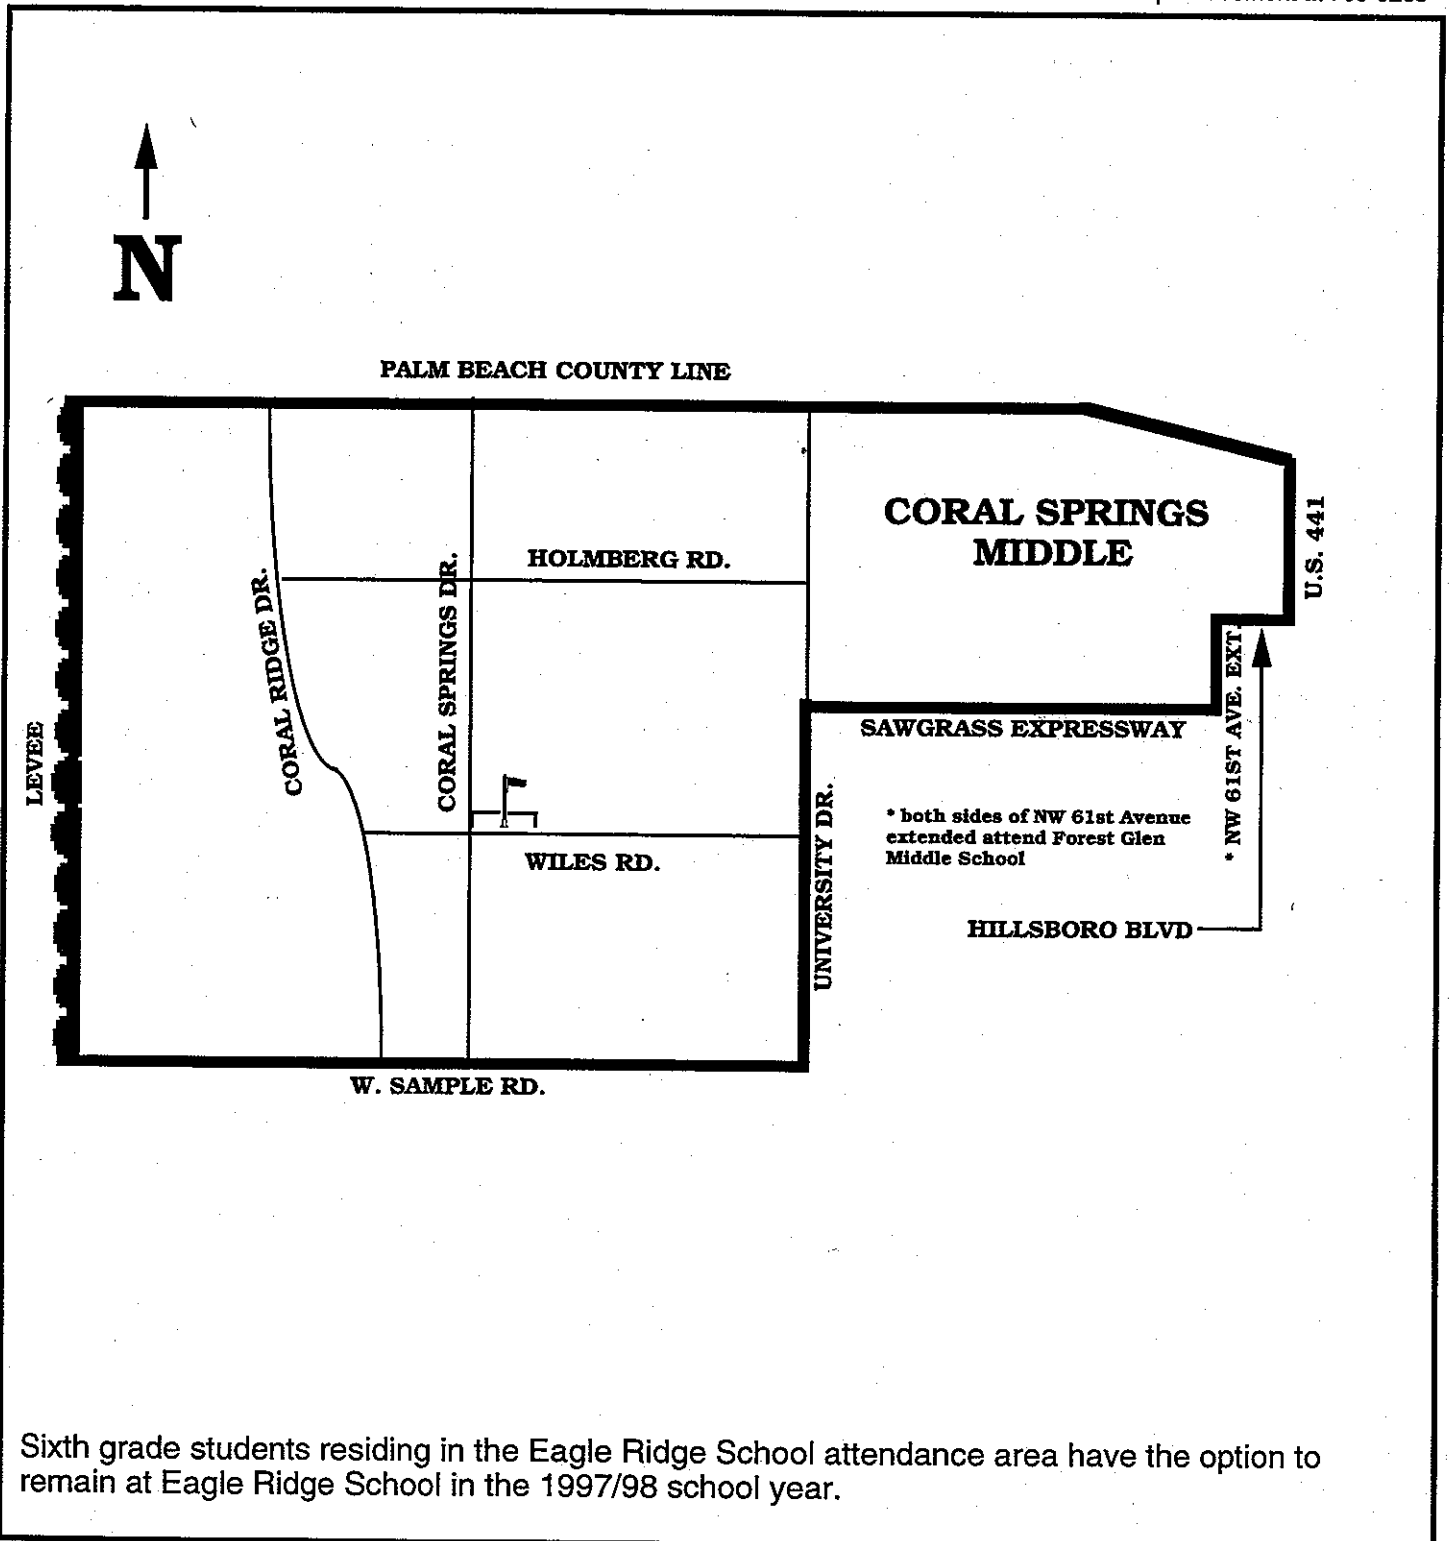 N
PALM BEACH COUNTY LINE
CORAL SPRINGS
MIDDLE
U.S. 441
HOLMBERG RD.
CORAL RIDGE DR.
CORAL SPRINGS DR.
LEVEE
SAWGRASS EXPRESSWAY
* NW 61ST AVE. EXT.
UNIVERSITY DR.
* both sides of NW 61st Avenue
extended attend Forest Glen
Middle School
WILES RD.
HILLSBORO BLVD
W. SAMPLE RD.
Sixth grade students residing in the Eagle Ridge School attendance area have the option to
remain at Eagle Ridge School in the 1997/98 school year.